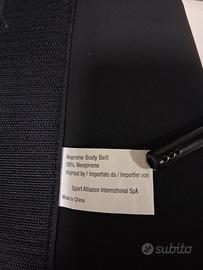 Neoprene Body Belt
100% Neoprene
Imported by / Importato da / Importier von
Sport Alliance International SpA
Made in China
subito